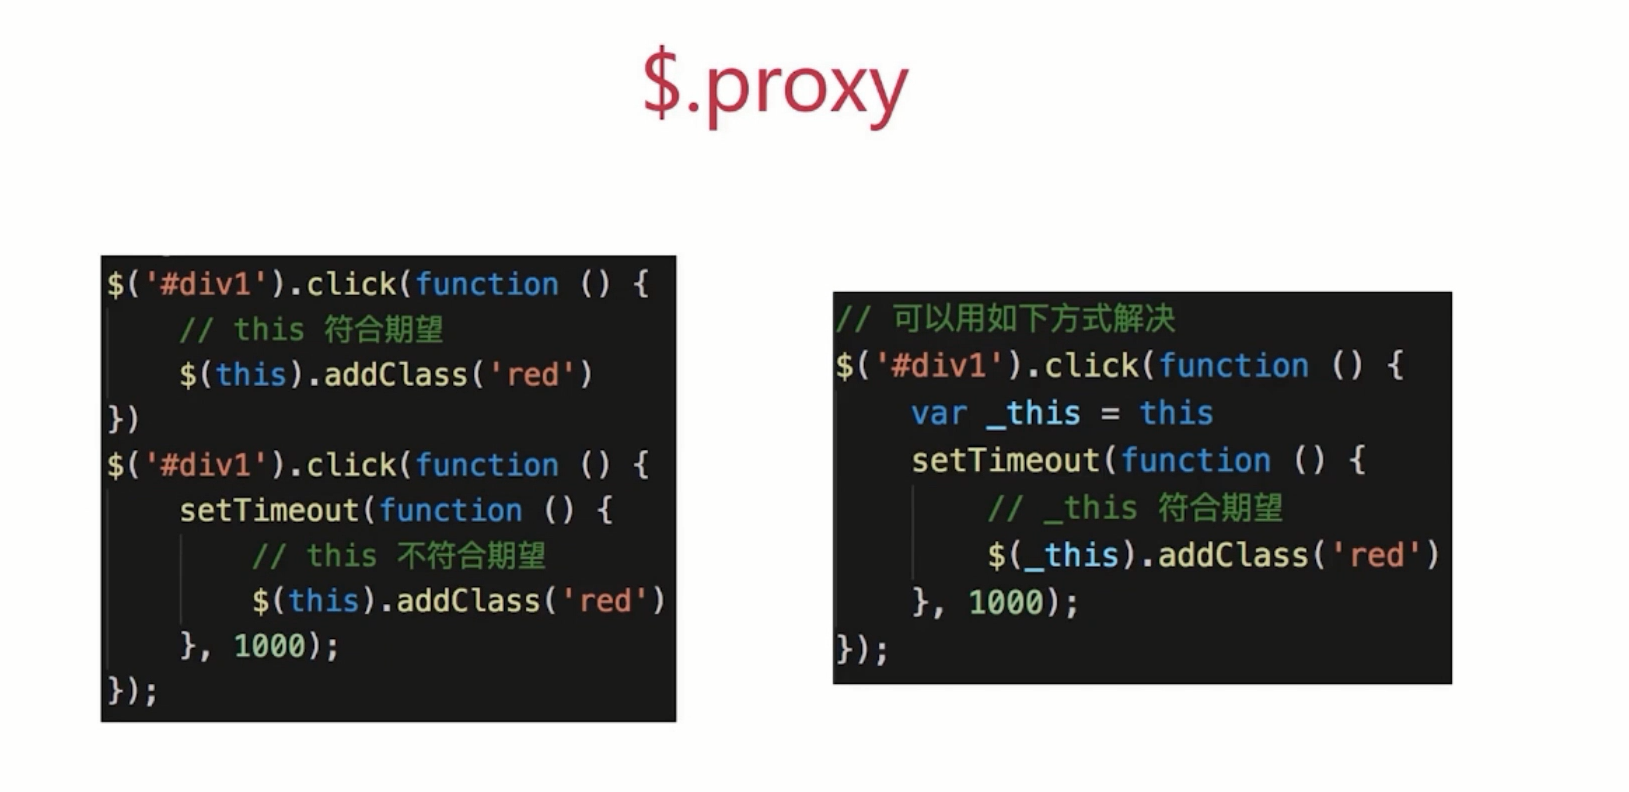 $.proxy
$('#div1').click(function () {
// this 符合期望
$(this).addClass('red')
})
$('#div1').click(function () {
setTimeout(function () {
// this 不符合期望
$(this).addClass('red')
}, 1000);
});
// 可以用如下方式解决
$('#div1').click(function () {
var _this = this
setTimeout(function () {
// _this 符合期望
$(_this).addClass('red')
}, 1000);
});